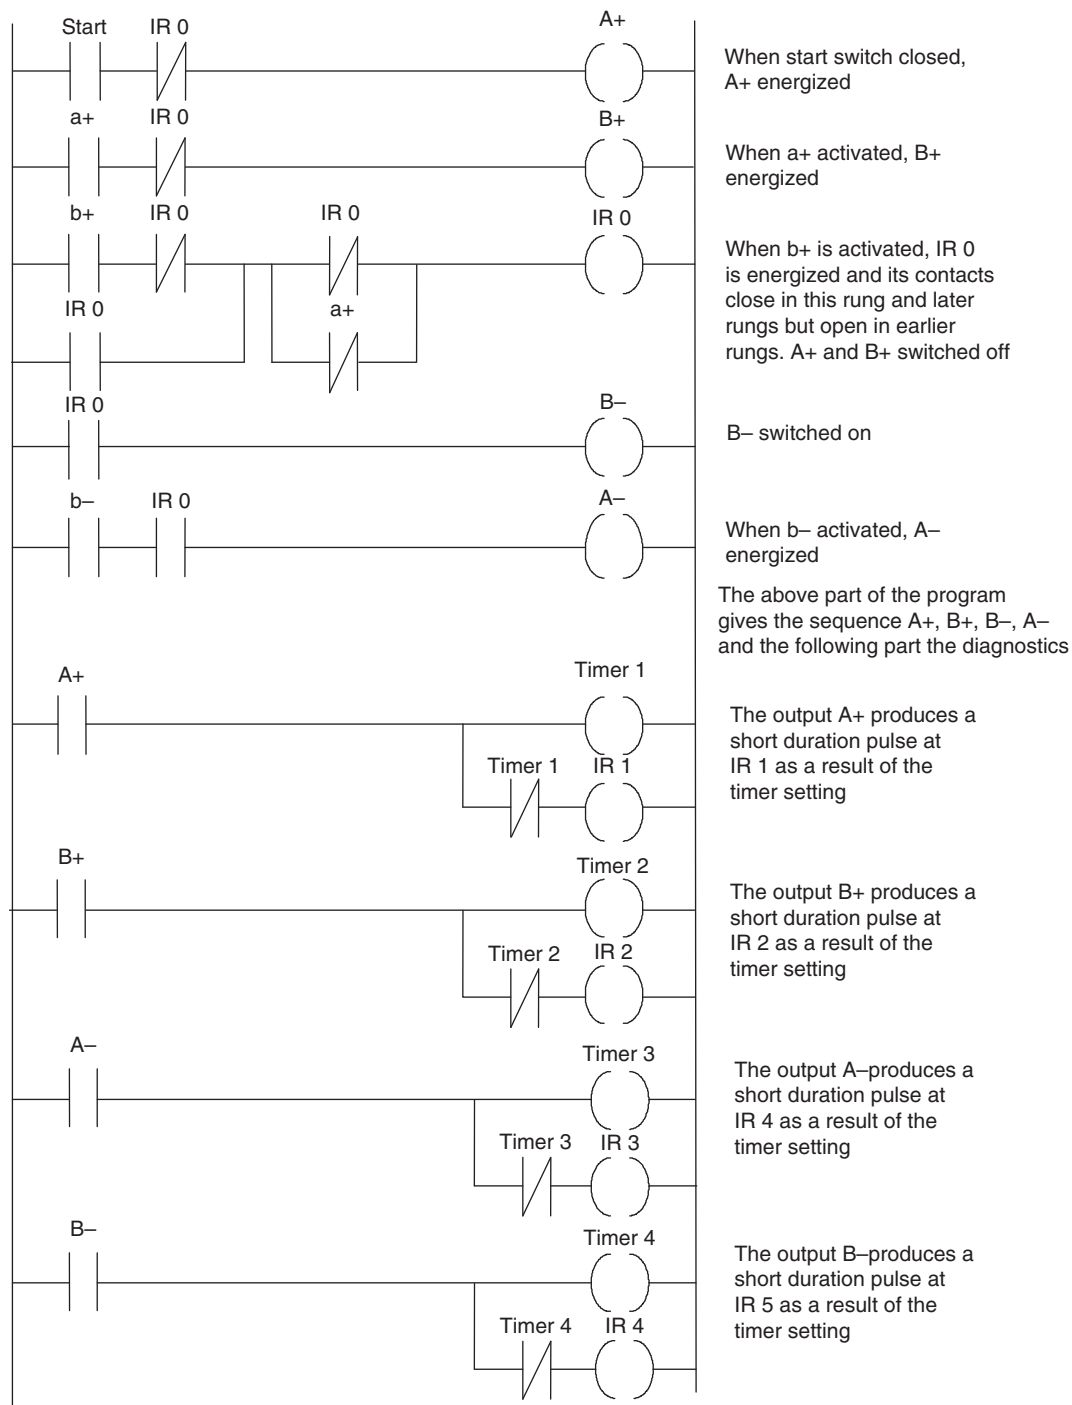 Start IR 0 A+
When start switch closed,
A+ energized
a+ IR 0 B+
When a+ activated, B+
energized
b+ IR 0 IR 0 IR 0
When b+ is activated, IR 0
is energized and its contacts
close in this rung and later
rungs but open in earlier
rungs. A+ and B+ switched off
IR 0 a+
IR 0 B–
B– switched on
b– IR 0 A–
When b– activated, A–
energized
The above part of the program
gives the sequence A+, B+, B–, A–
and the following part the diagnostics
A+ Timer 1
The output A+ produces a
short duration pulse at
IR 1 as a result of the
timer setting
Timer 1 IR 1
B+ Timer 2
The output B+ produces a
short duration pulse at
IR 2 as a result of the
timer setting
Timer 2 IR 2
A– Timer 3
The output A–produces a
short duration pulse at
IR 4 as a result of the
timer setting
Timer 3 IR 3
B– Timer 4
The output B–produces a
short duration pulse at
IR 5 as a result of the
timer setting
Timer 4 IR 4